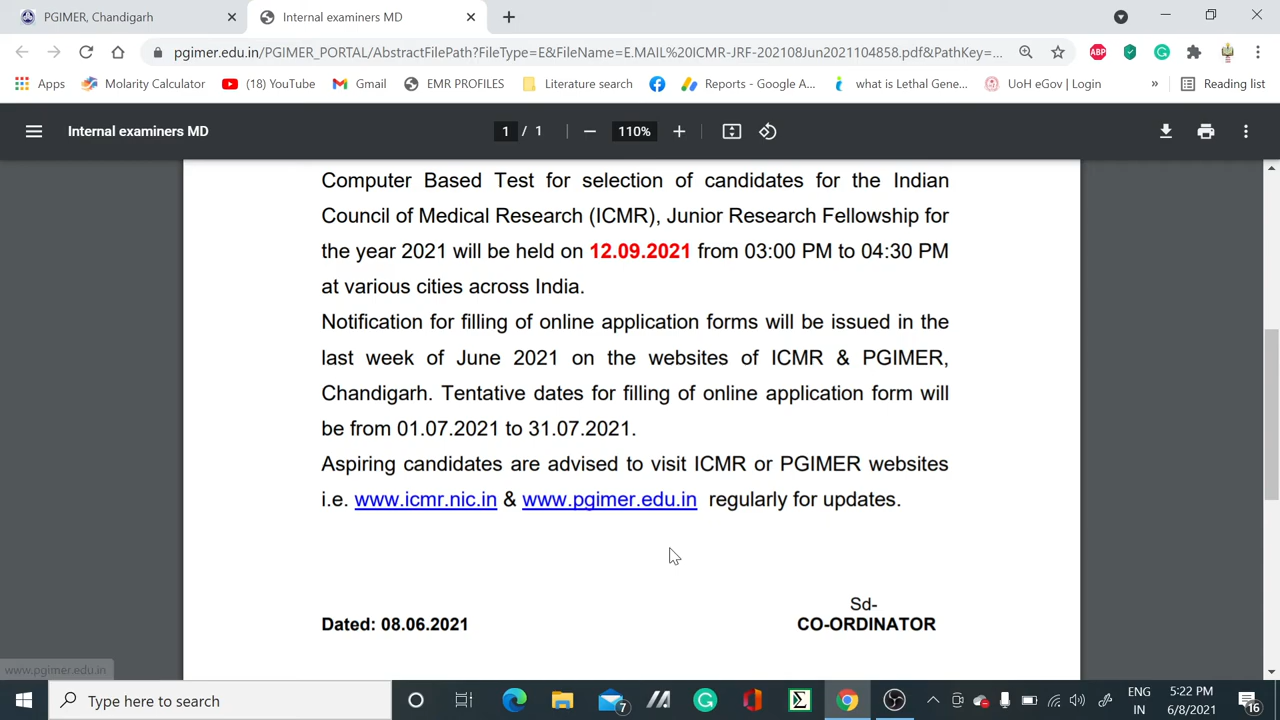 PGIMER, Chandigarh
Internal examiners MD
pgimer.edu.in/PGIMER_PORTAL/AbstractFilePath?FileType=E&FileName=E.MAIL%20ICMR-JRF-202108Jun2021104858.pdf&PathKey=...
ABP
Apps
Molarity Calculator
(18) YouTube
Gmail
EMR PROFILES
Literature search
Reports - Google A...
what is Lethal Gene...
UoH eGov | Login
»
Reading list
Internal examiners MD
1 / 1
110%
Computer Based Test for selection of candidates for the Indian
Council of Medical Research (ICMR), Junior Research Fellowship for
the year 2021 will be held on 12.09.2021 from 03:00 PM to 04:30 PM
at various cities across India.
Notification for filling of online application forms will be issued in the
last week of June 2021 on the websites of ICMR & PGIMER,
Chandigarh. Tentative dates for filling of online application form will
be from 01.07.2021 to 31.07.2021.
Aspiring candidates are advised to visit ICMR or PGIMER websites
i.e. www.icmr.nic.in & www.pgimer.edu.in regularly for updates.
Sd-
Dated: 08.06.2021
CO-ORDINATOR
www.pgimer.edu.in
Type here to search
7
ENG
IN
5:22 PM
6/8/2021
16